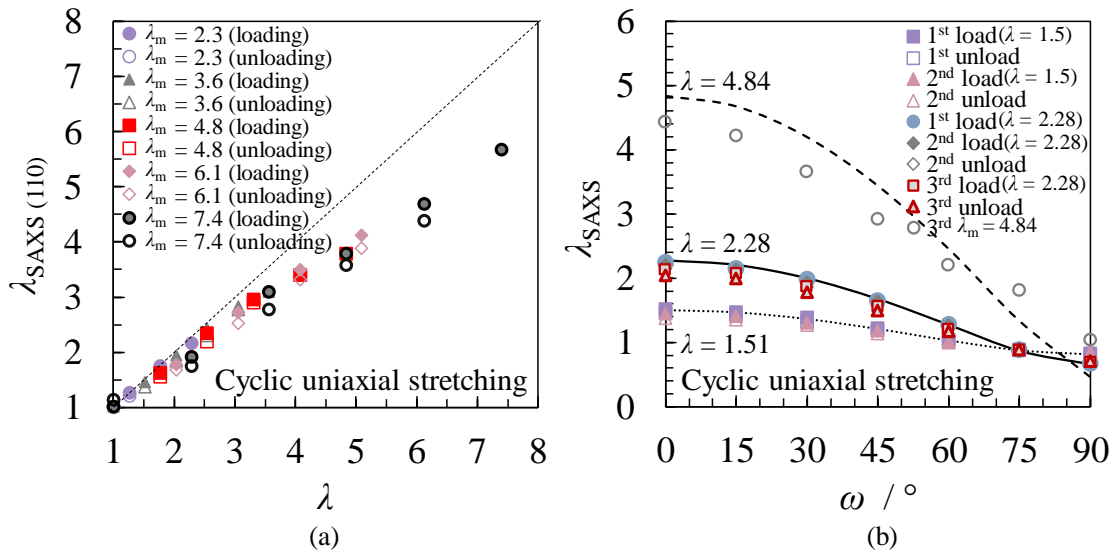 8
7
6
5
4
3
2
1
λSAXS (110)
λm = 2.3 (loading)
λm = 2.3 (unloading)
λm = 3.6 (loading)
λm = 3.6 (unloading)
λm = 4.8 (loading)
λm = 4.8 (unloading)
λm = 6.1 (loading)
λm = 6.1 (unloading)
λm = 7.4 (loading)
λm = 7.4 (unloading)
Cyclic uniaxial stretching
1 2 3 4 5 6 7 8
λ
(a)
6
5
4
3
2
1
0
λSAXS
1st load(λ = 1.5)
1st unload
2nd load(λ = 1.5)
2nd unload
1st load(λ = 2.28)
2nd load(λ = 2.28)
2nd unload
3rd load(λ = 2.28)
3rd unload
3rd λm = 4.84
λ = 4.84
λ = 2.28
λ = 1.51
Cyclic uniaxial stretching
0 15 30 45 60 75 90
ω / °
(b)